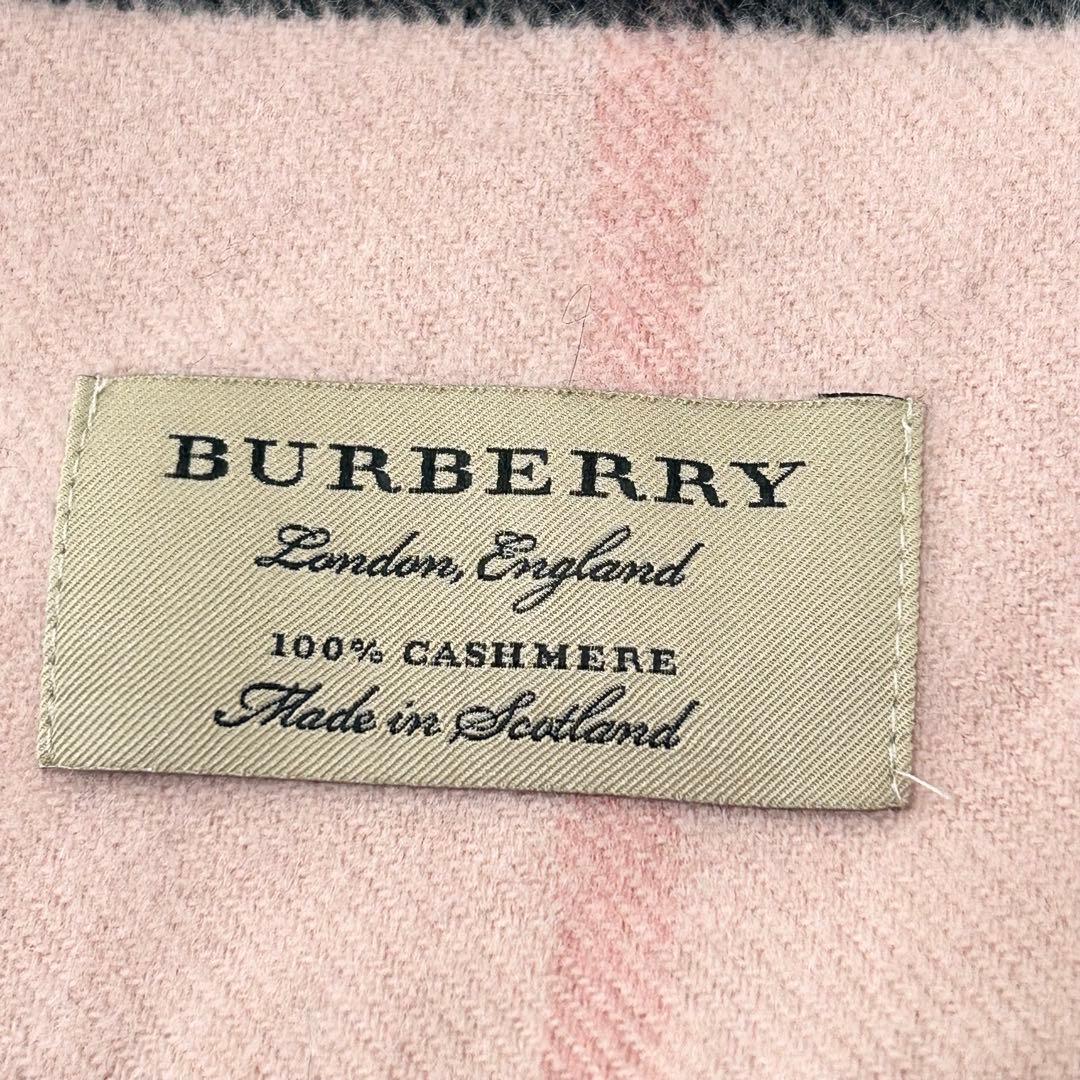 BURBERRY
London, England
100% CASHMERE
Made in Scotland